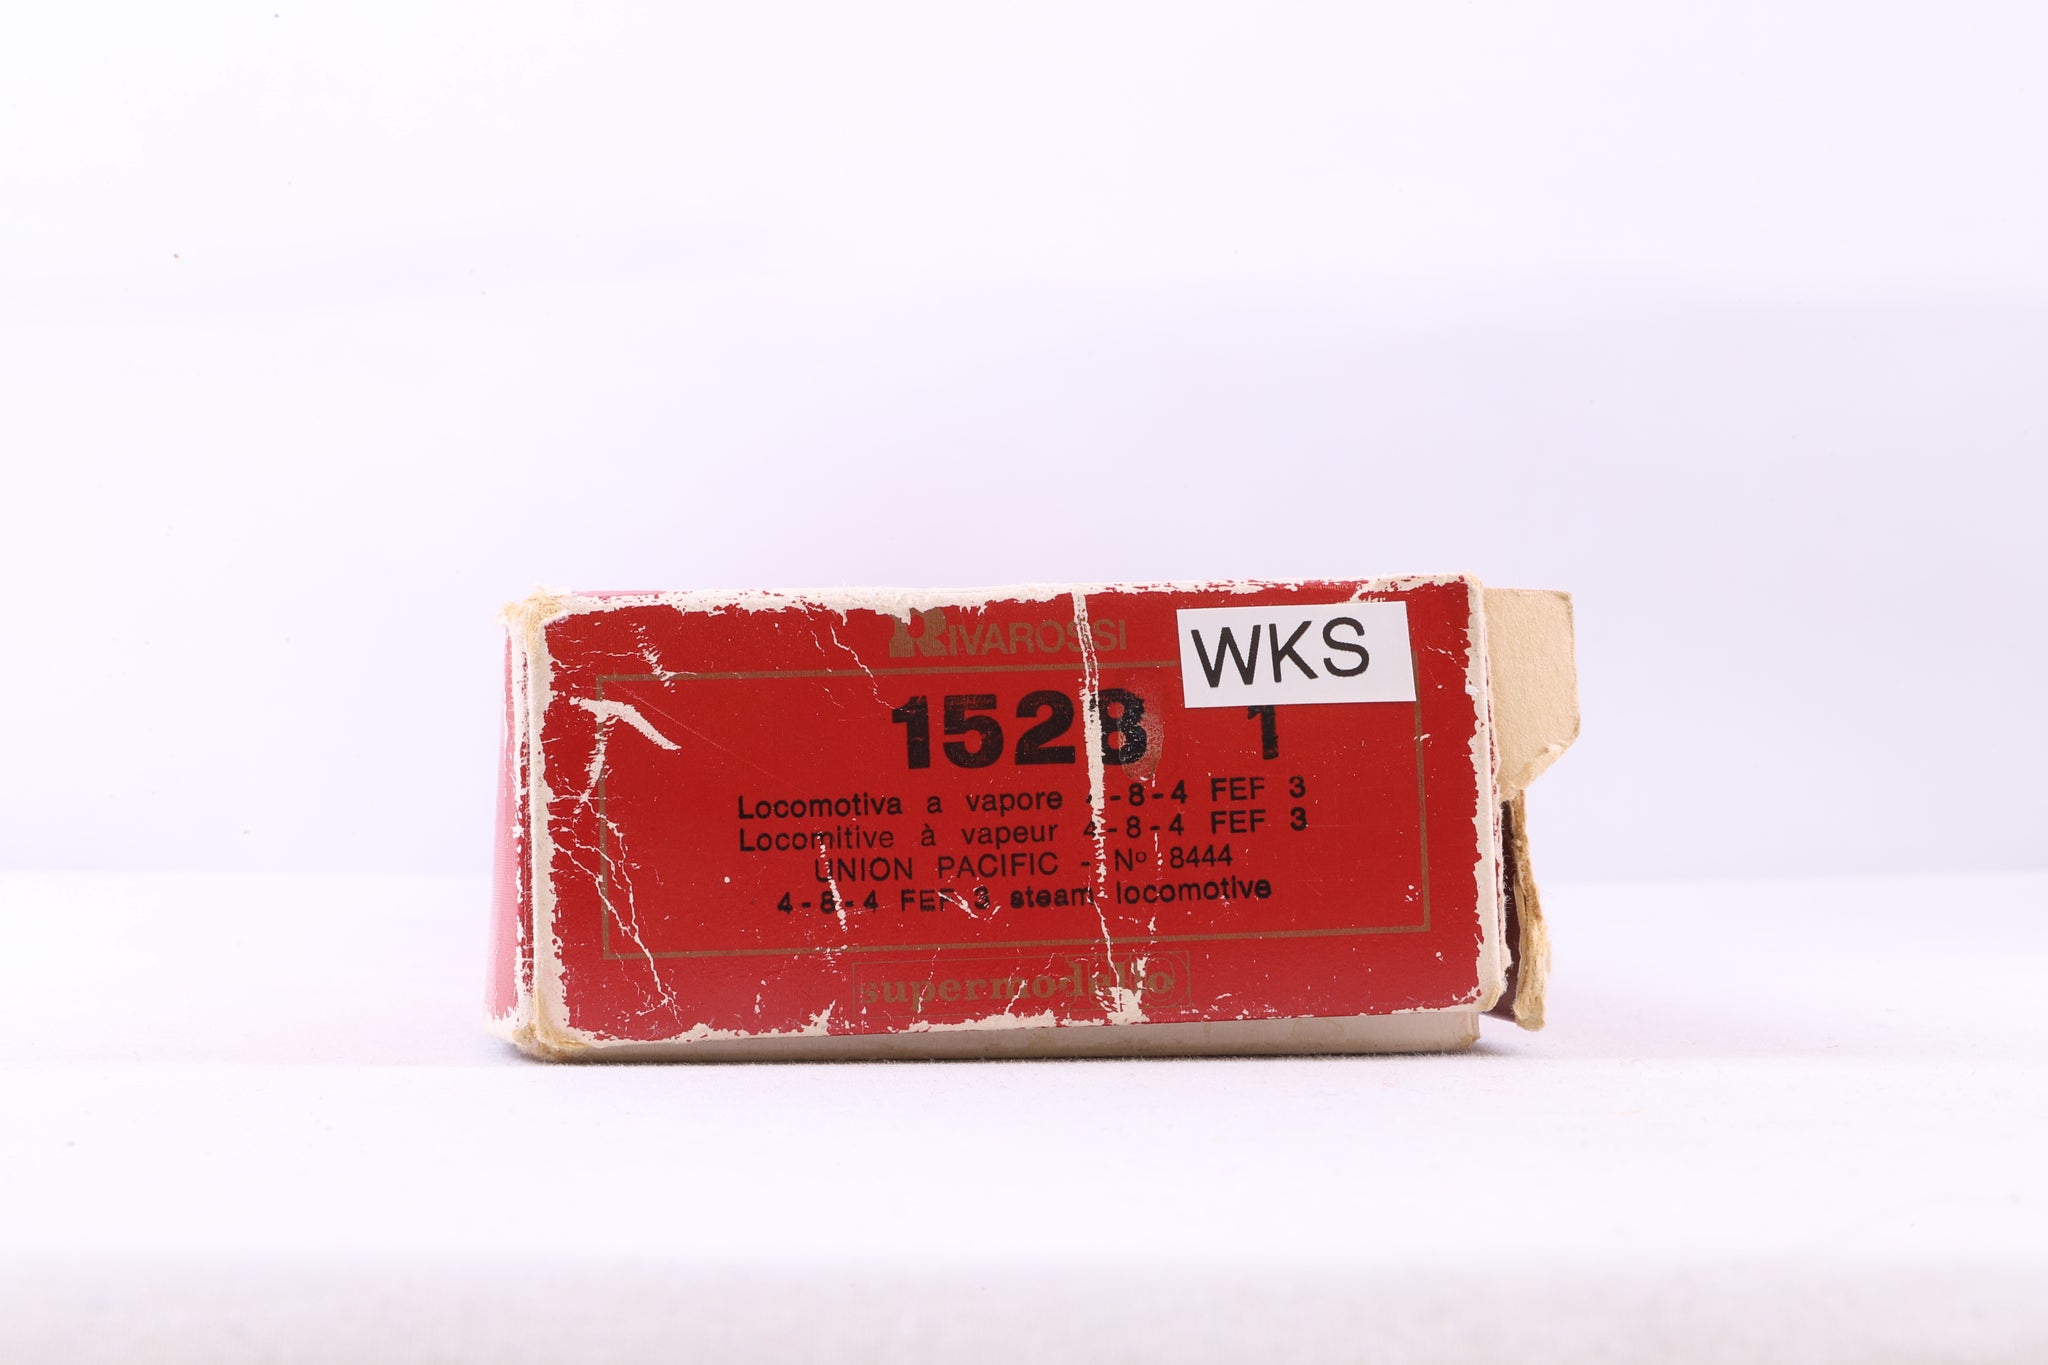 RIVAROSSI
WKS
1528 1
Locomotiva a vapore 4-8-4 FEF 3
Locomitive à vapeur 4-8-4 FEF 3
UNION PACIFIC - Nº 8444
4-8-4 FEF 3 steam locomotive
supermodello